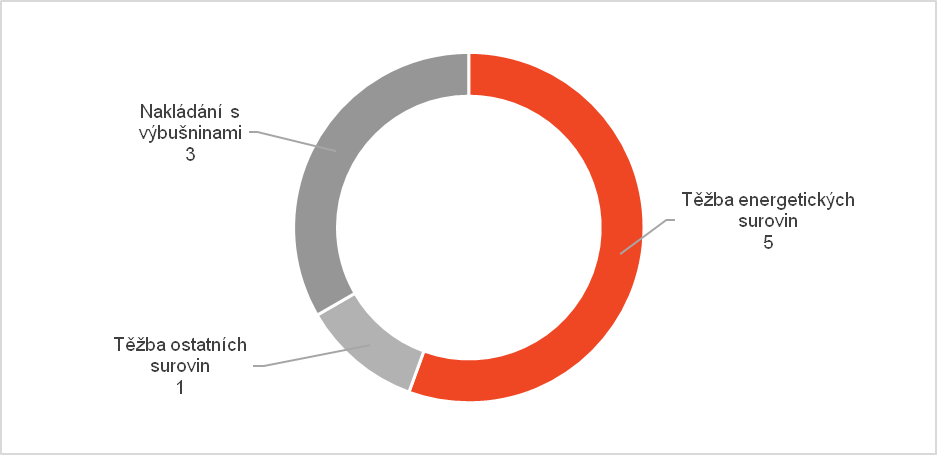 Nakládání s
výbušninami
3
Těžba energetických
surovin
5
Těžba ostatních
surovin
1